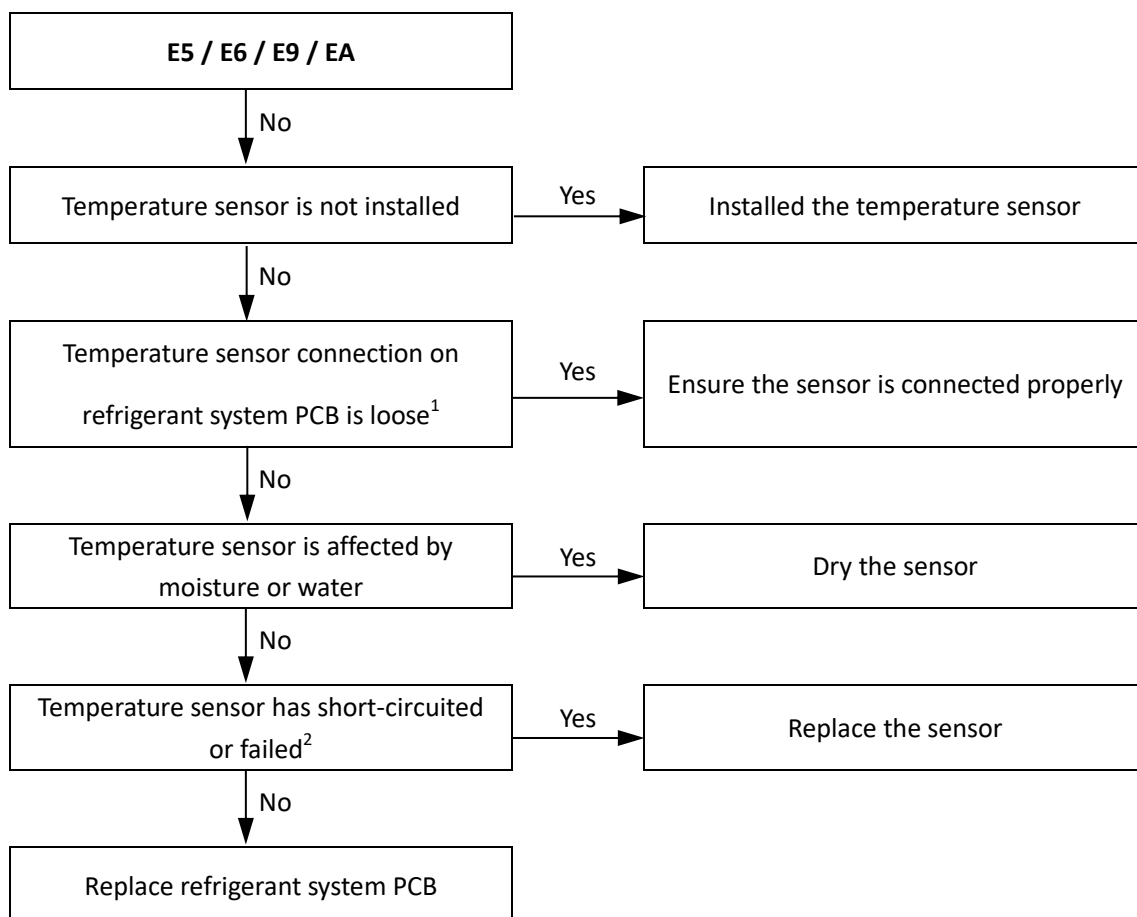 E5 / E6 / E9 / EA
No
Temperature sensor is not installed
Yes
Installed the temperature sensor
No
Temperature sensor connection on
refrigerant system PCB is loose1
Yes
Ensure the sensor is connected properly
No
Temperature sensor is affected by
moisture or water
Yes
Dry the sensor
No
Temperature sensor has short-circuited
or failed2
Yes
Replace the sensor
No
Replace refrigerant system PCB